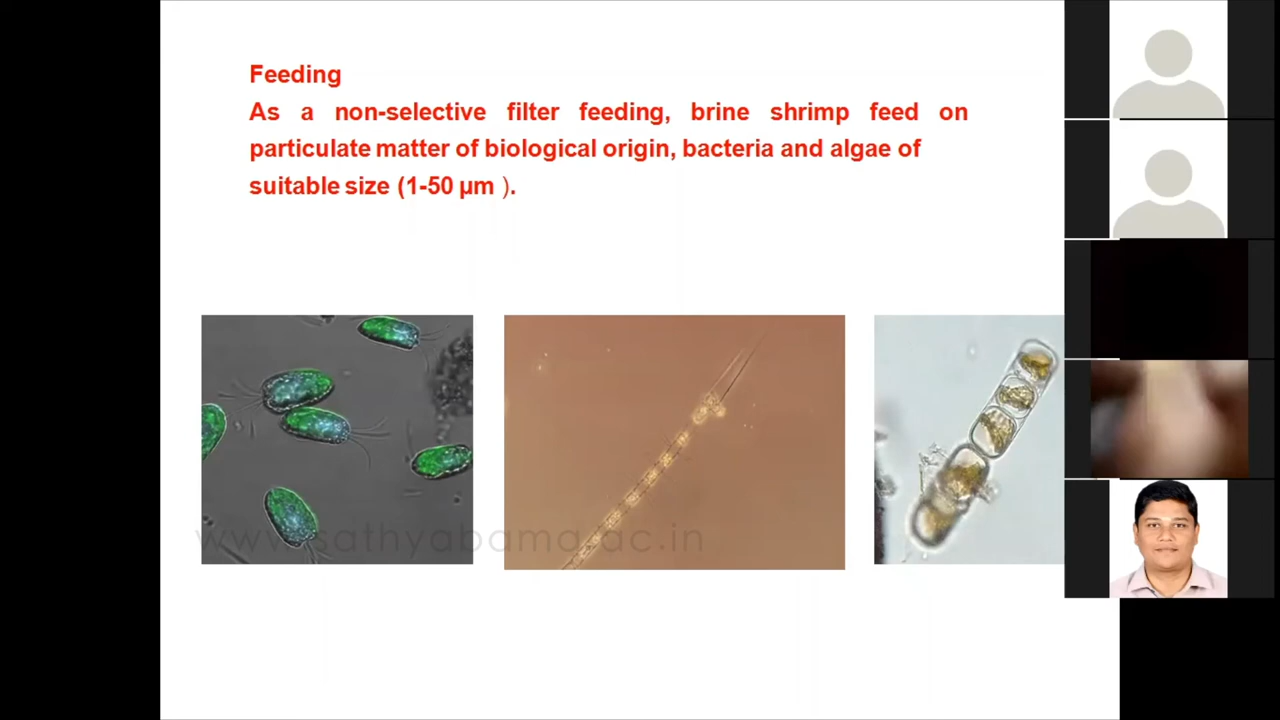 Feeding
As a non-selective filter feeding, brine shrimp feed on
particulate matter of biological origin, bacteria and algae of
suitable size (1-50 µm ).
www.sathyabama.ac.in